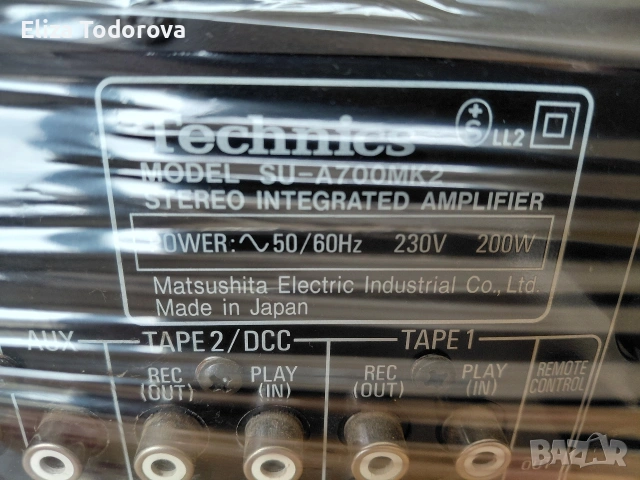 Eliza Todorova
Technics
+
6
LL2
MODEL SU-A700MK2
STEREO INTEGRATED AMPLIFIER
POWER: ∿ 50/60Hz 230V 200W
Matsushita Electric Industrial Co., Ltd.
Made in Japan
AUX TAPE 2/DCC TAPE 1
REC (OUT) PLAY (IN) REC (OUT) PLAY (IN) REMOTE CONTROL
OUT
BAZAR